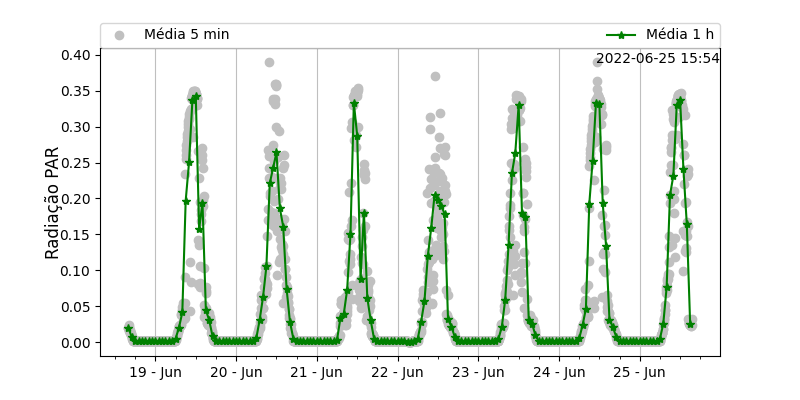 Média 5 min
Média 1 h
2022-06-25 15:54
Radiação PAR
0.40
0.35
0.30
0.25
0.20
0.15
0.10
0.05
0.00
19 - Jun
20 - Jun
21 - Jun
22 - Jun
23 - Jun
24 - Jun
25 - Jun